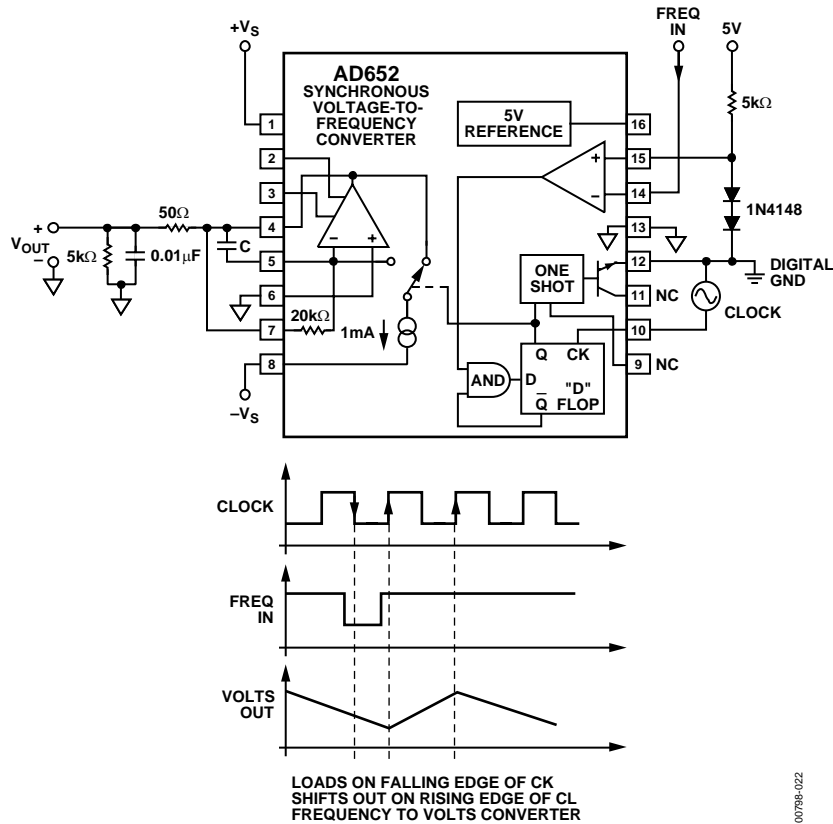 +VS
FREQ
IN
5V
AD652
SYNCHRONOUS
VOLTAGE-TO-
FREQUENCY
CONVERTER
5V
REFERENCE
5kΩ
1
2
3
4
5
6
7
8
16
15
14
13
12
11
10
9
+
–
1N4148
50Ω
+
VOUT
–
5kΩ
0.01µF
C
–
+
20kΩ
1mA
–VS
ONE
SHOT
AND
Q
CK
D
"D"
Q̅
FLOP
NC
NC
DIGITAL
GND
CLOCK
CLOCK
FREQ
IN
VOLTS
OUT
LOADS ON FALLING EDGE OF CK
SHIFTS OUT ON RISING EDGE OF CL
FREQUENCY TO VOLTS CONVERTER
00798-022